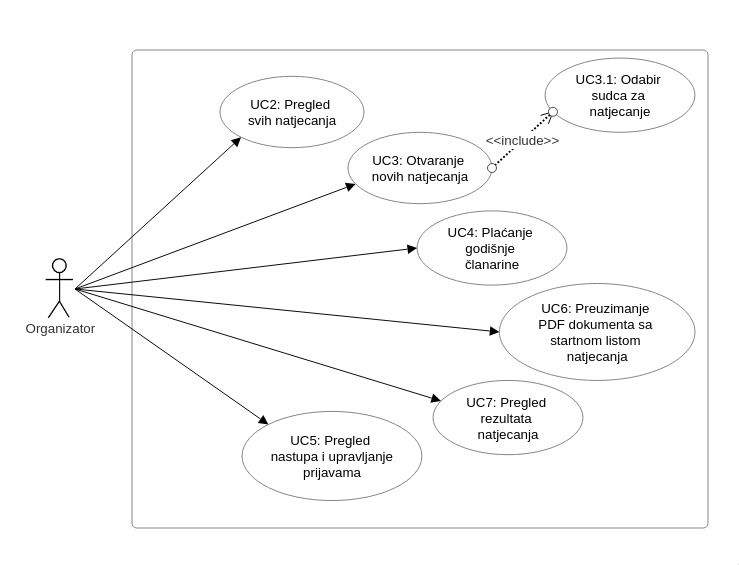 UC3.1: Odabir
sudca za
natjecanje
UC2: Pregled
svih natjecanja
<<include>>
UC3: Otvaranje
novih natjecanja
UC4: Plaćanje
godišnje
članarine
Organizator
UC6: Preuzimanje
PDF dokumenta sa
startnom listom
natjecanja
UC7: Pregled
rezultata
natjecanja
UC5: Pregled
nastupa i upravljanje
prijavama